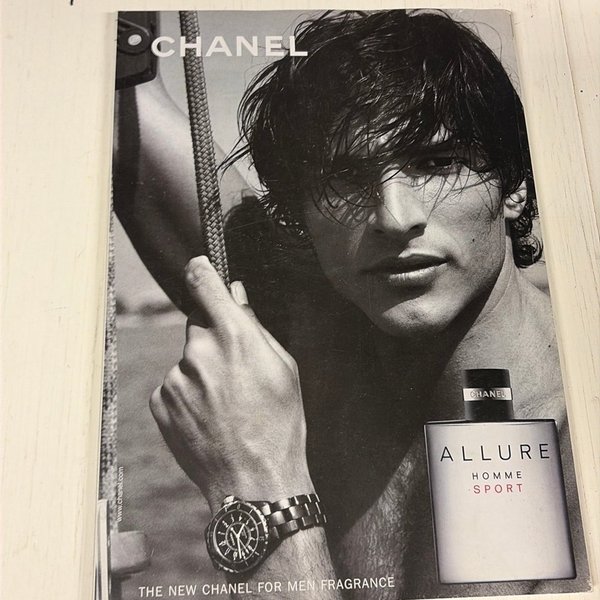 CHANEL
CHANEL
ALLURE
HOMME
SPORT
www.chanel.com
THE NEW CHANEL FOR MEN FRAGRANCE